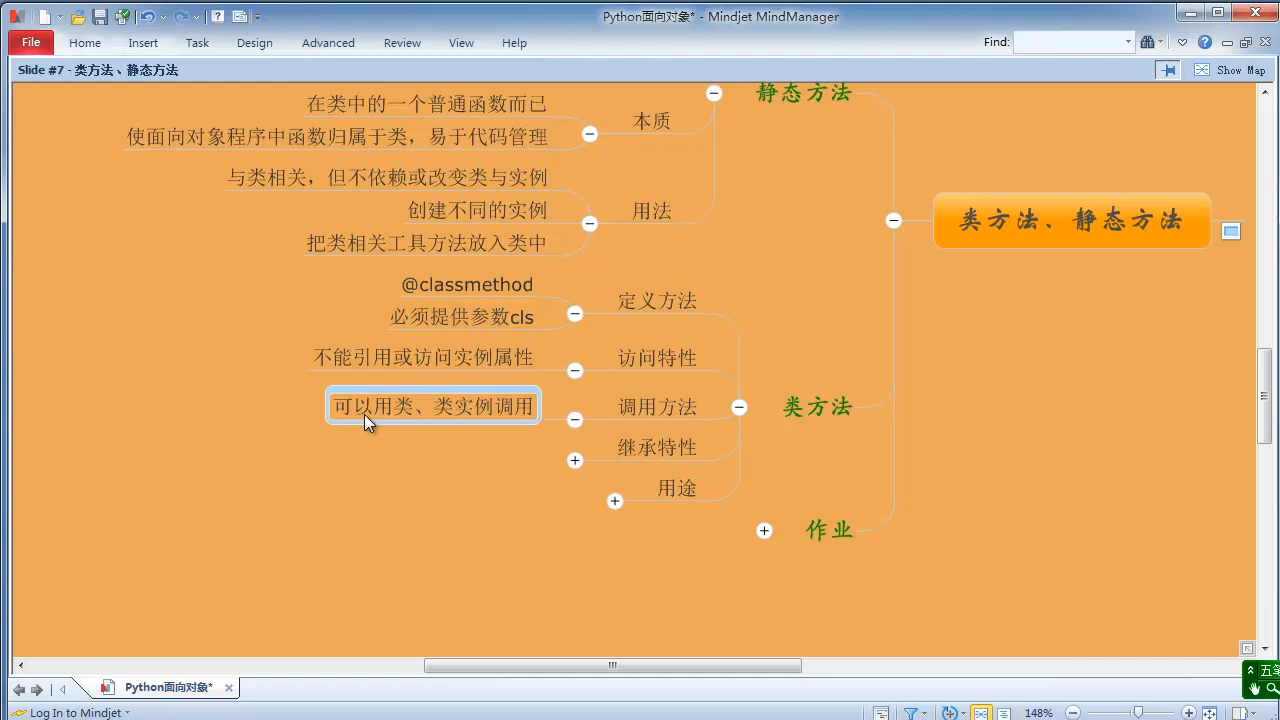 Python面向对象* - Mindjet MindManager
File Home Insert Task Design Advanced Review View Help Find:
Slide #7 - 类方法、静态方法 Show Map
静态方法
本质
在类中的一个普通函数而已
使面向对象程序中函数归属于类，易于代码管理
用法
与类相关，但不依赖或改变类与实例
创建不同的实例
把类相关工具方法放入类中
类方法、静态方法
类方法
定义方法
@classmethod
必须提供参数cls
访问特性
不能引用或访问实例属性
调用方法
可以用类、类实例调用
继承特性
用途
作业
Python面向对象*
Log In to Mindjet 148%
五笔